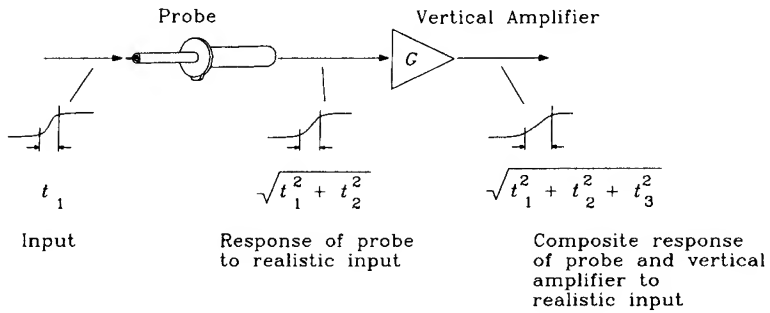 Probe
Vertical Amplifier
G
t₁
√(t₁² + t₂²)
√(t₁² + t₂² + t₃²)
Input
Response of probe
to realistic input
Composite response
of probe and vertical
amplifier to
realistic input